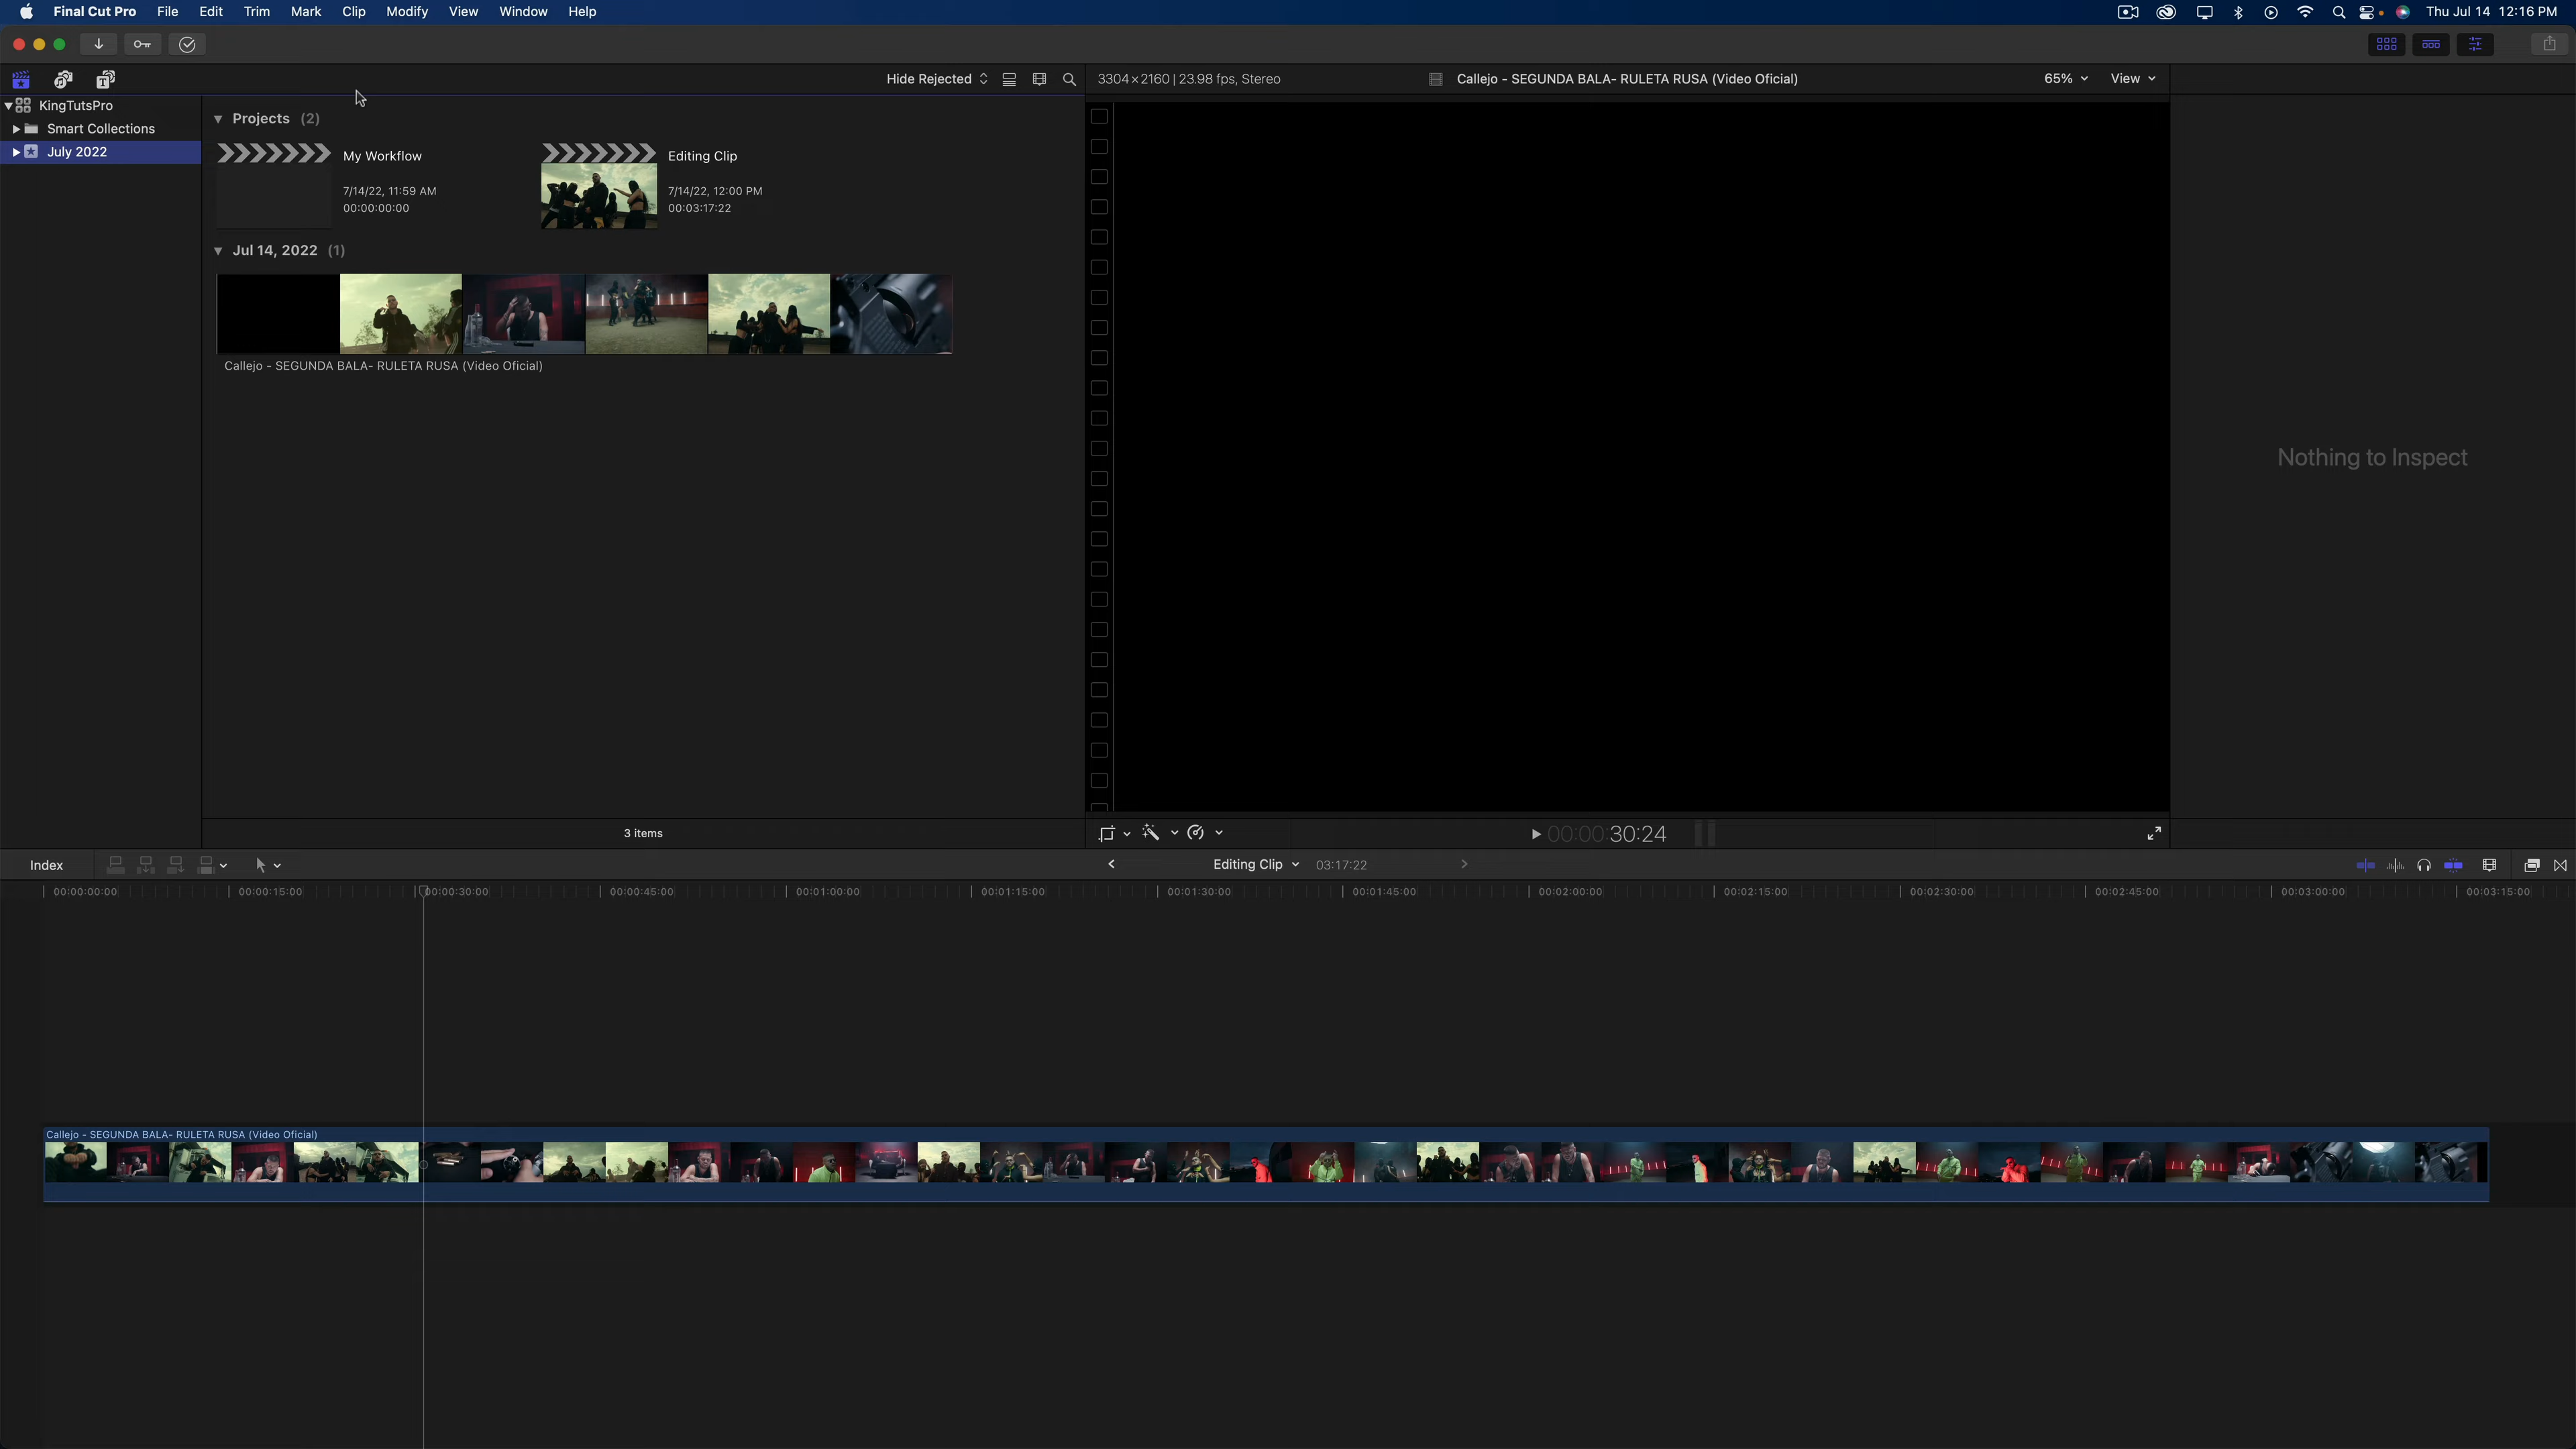 Final Cut Pro File Edit Trim Mark Clip Modify View Window Help Thu Jul 14 12:16 PM
Hide Rejected 3304×2160 | 23.98 fps, Stereo Callejo - SEGUNDA BALA- RULETA RUSA (Video Oficial) 65% View
KingTutsPro
Smart Collections
July 2022
Projects (2)
My Workflow
7/14/22, 11:59 AM
00:00:00:00
Editing Clip
7/14/22, 12:00 PM
00:03:17:22
Jul 14, 2022 (1)
Callejo - SEGUNDA BALA- RULETA RUSA (Video Oficial)
Nothing to Inspect
3 items
00:00:30:24
Index Editing Clip 03:17:22
00:00:00:00 00:00:15:00 00:00:30:00 00:00:45:00 00:01:00:00 00:01:15:00 00:01:30:00 00:01:45:00 00:02:00:00 00:02:15:00 00:02:30:00 00:02:45:00 00:03:00:00 00:03:15:00
Callejo - SEGUNDA BALA- RULETA RUSA (Video Oficial)